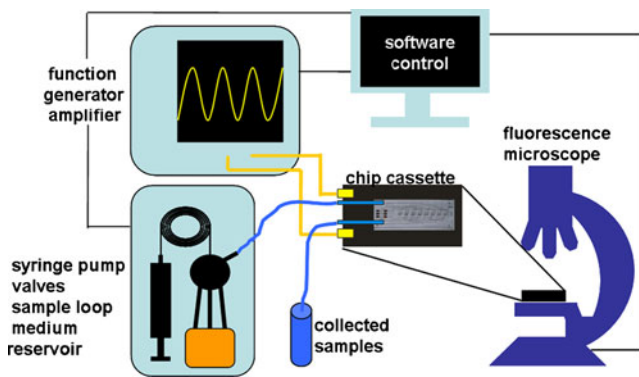 software
control
function
generator
amplifier
fluorescence
microscope
chip cassette
syringe pump
valves
sample loop
medium
reservoir
collected
samples